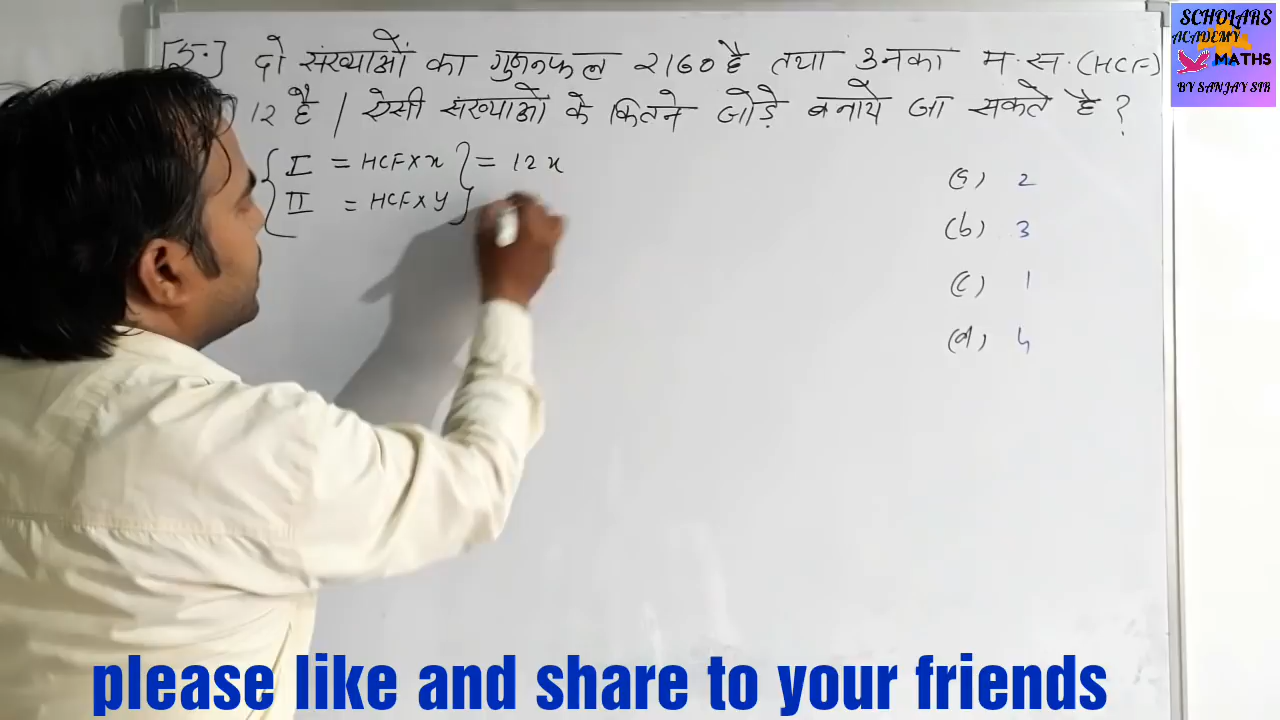 [5.] दो संख्याओं का गुणनफल 2160 है तथा उनका म.स.(HCF)
12 है | ऐसी संख्याओं के कितने जोड़े बनाये जा सकते है ?
I = HCF×x } = 12x
II = HCF×y
(a) 2
(b) 3
(c) 1
(d) 4
SCHOLARS
ACADEMY
MATHS
BY SANJAY SIR
please like and share to your friends